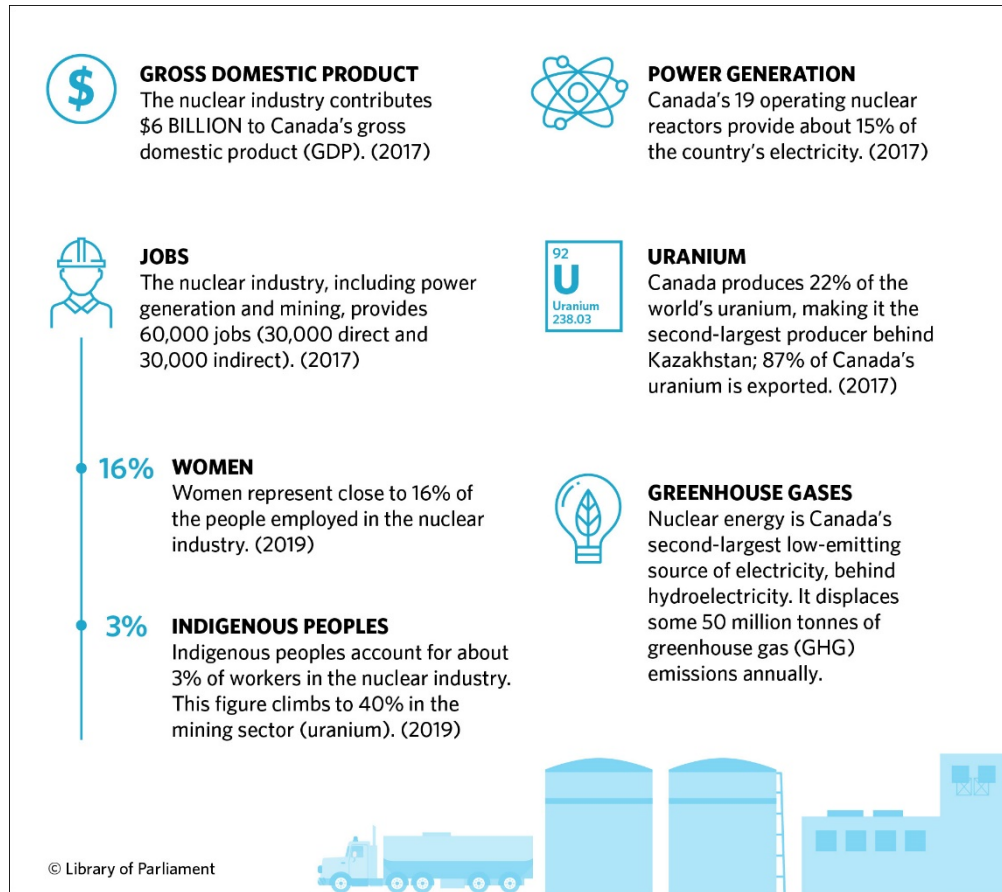 $
GROSS DOMESTIC PRODUCT
The nuclear industry contributes
$6 BILLION to Canada's gross
domestic product (GDP). (2017)
POWER GENERATION
Canada's 19 operating nuclear
reactors provide about 15% of
the country's electricity. (2017)
JOBS
The nuclear industry, including power
generation and mining, provides
60,000 jobs (30,000 direct and
30,000 indirect). (2017)
92
U
Uranium
238.03
URANIUM
Canada produces 22% of the
world's uranium, making it the
second-largest producer behind
Kazakhstan; 87% of Canada's
uranium is exported. (2017)
16% WOMEN
Women represent close to 16% of
the people employed in the nuclear
industry. (2019)
GREENHOUSE GASES
Nuclear energy is Canada's
second-largest low-emitting
source of electricity, behind
hydroelectricity. It displaces
some 50 million tonnes of
greenhouse gas (GHG)
emissions annually.
3% INDIGENOUS PEOPLES
Indigenous peoples account for about
3% of workers in the nuclear industry.
This figure climbs to 40% in the
mining sector (uranium). (2019)
© Library of Parliament